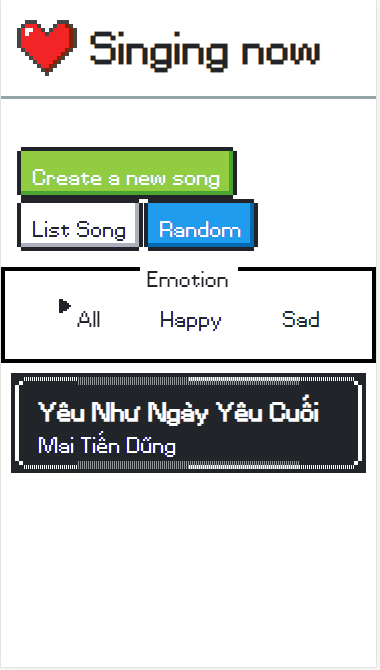 Singing now
Create a new song
List Song
Random
Emotion
All
Happy
Sad
Yêu Như Ngày Yêu Cuối
Mai Tiến Dũng